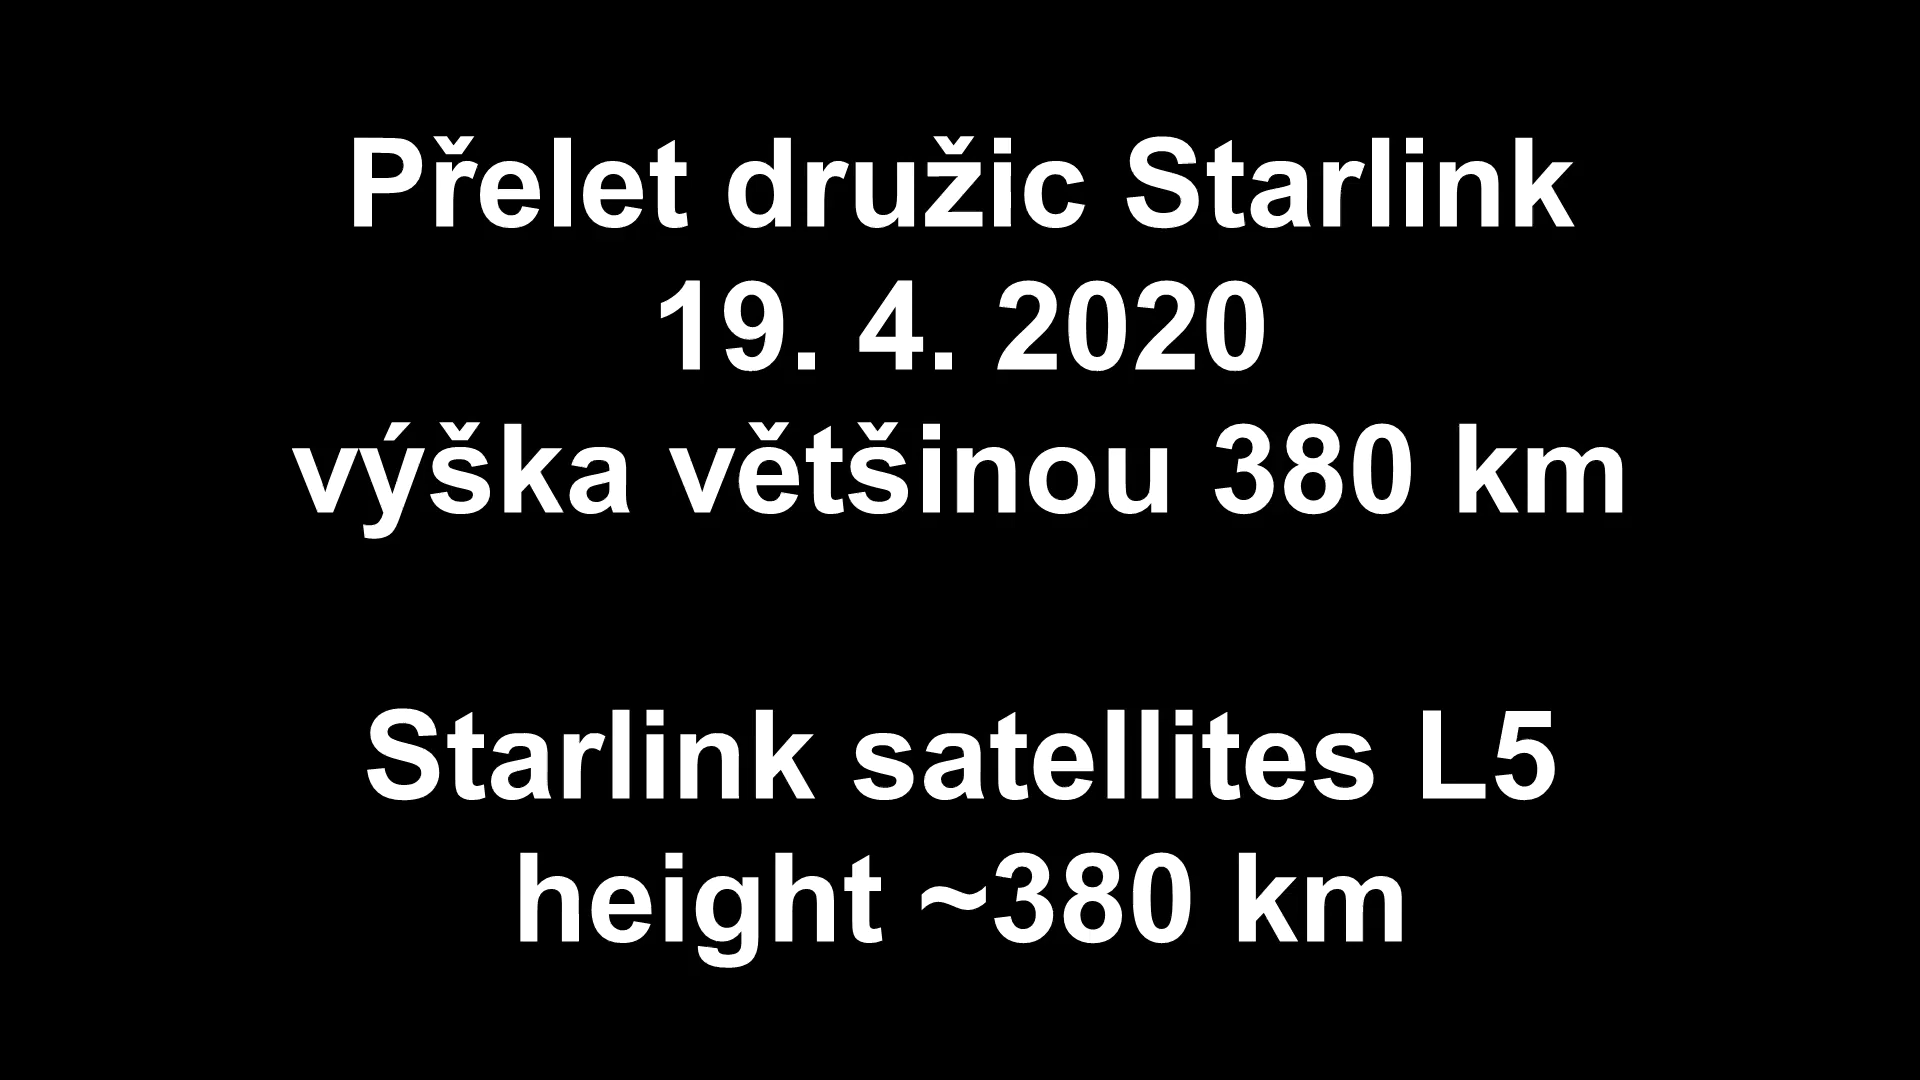 Přelet družic Starlink
19. 4. 2020
výška většinou 380 km
Starlink satellites L5
height ~380 km